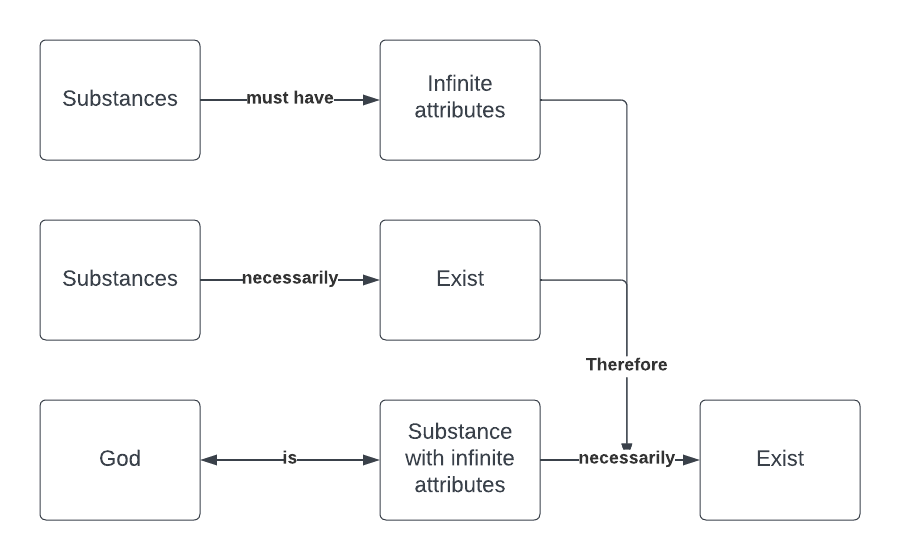 Substances
must have
Infinite
attributes
Substances
necessarily
Exist
Therefore
God
is
Substance
with infinite
attributes
necessarily
Exist